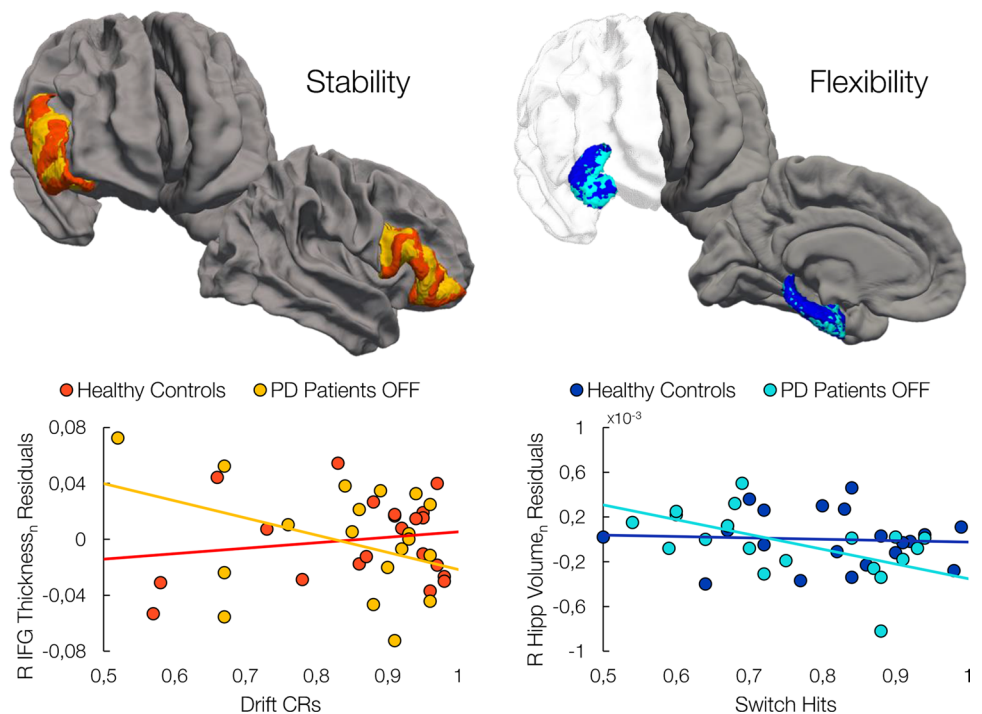 Stability
Flexibility
Healthy Controls
PD Patients OFF
Healthy Controls
PD Patients OFF
R IFG Thicknessₙ Residuals
0,08
0,04
0
-0,04
-0,08
0,5 0,6 0,7 0,8 0,9 1
Drift CRs
x10⁻³
R Hipp Volumeₙ Residuals
1
0,6
0,2
-0,2
-0,6
-1
0,5 0,6 0,7 0,8 0,9 1
Switch Hits